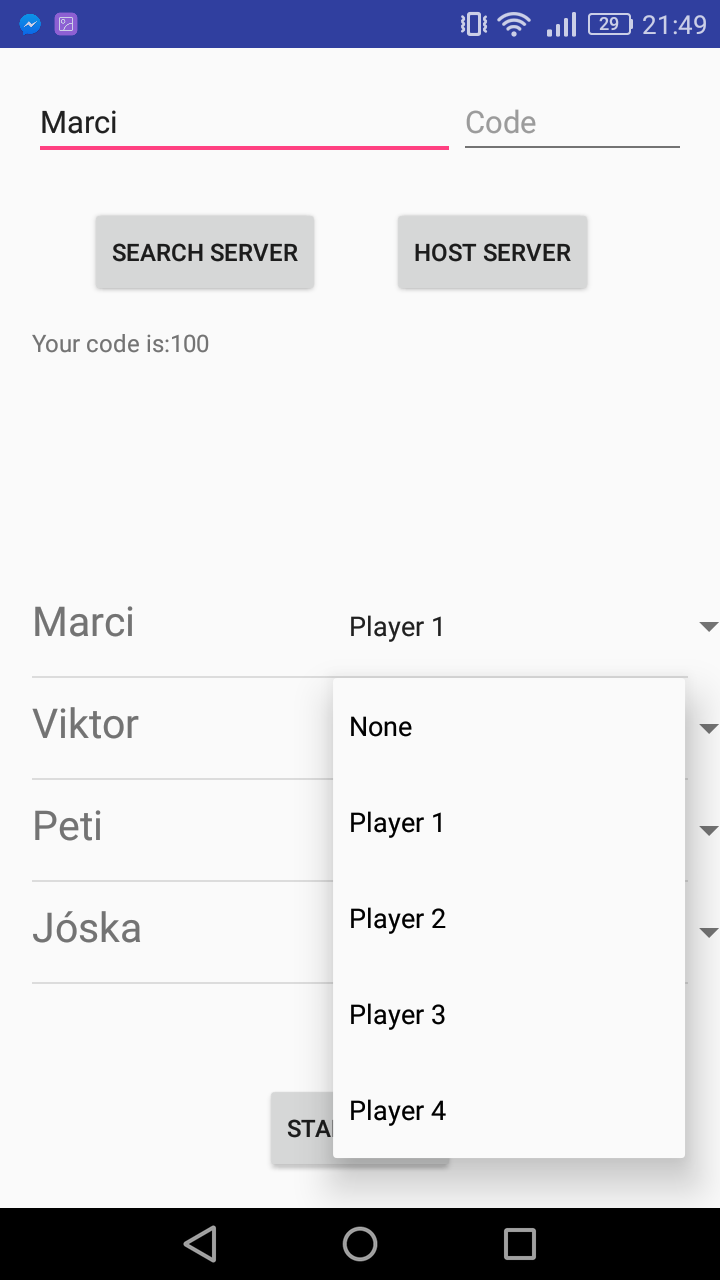 29 21:49
Marci Code
SEARCH SERVER HOST SERVER
Your code is:100
Marci Player 1
Viktor
None
Peti
Player 1
Jóska
Player 2
Player 3
Player 4